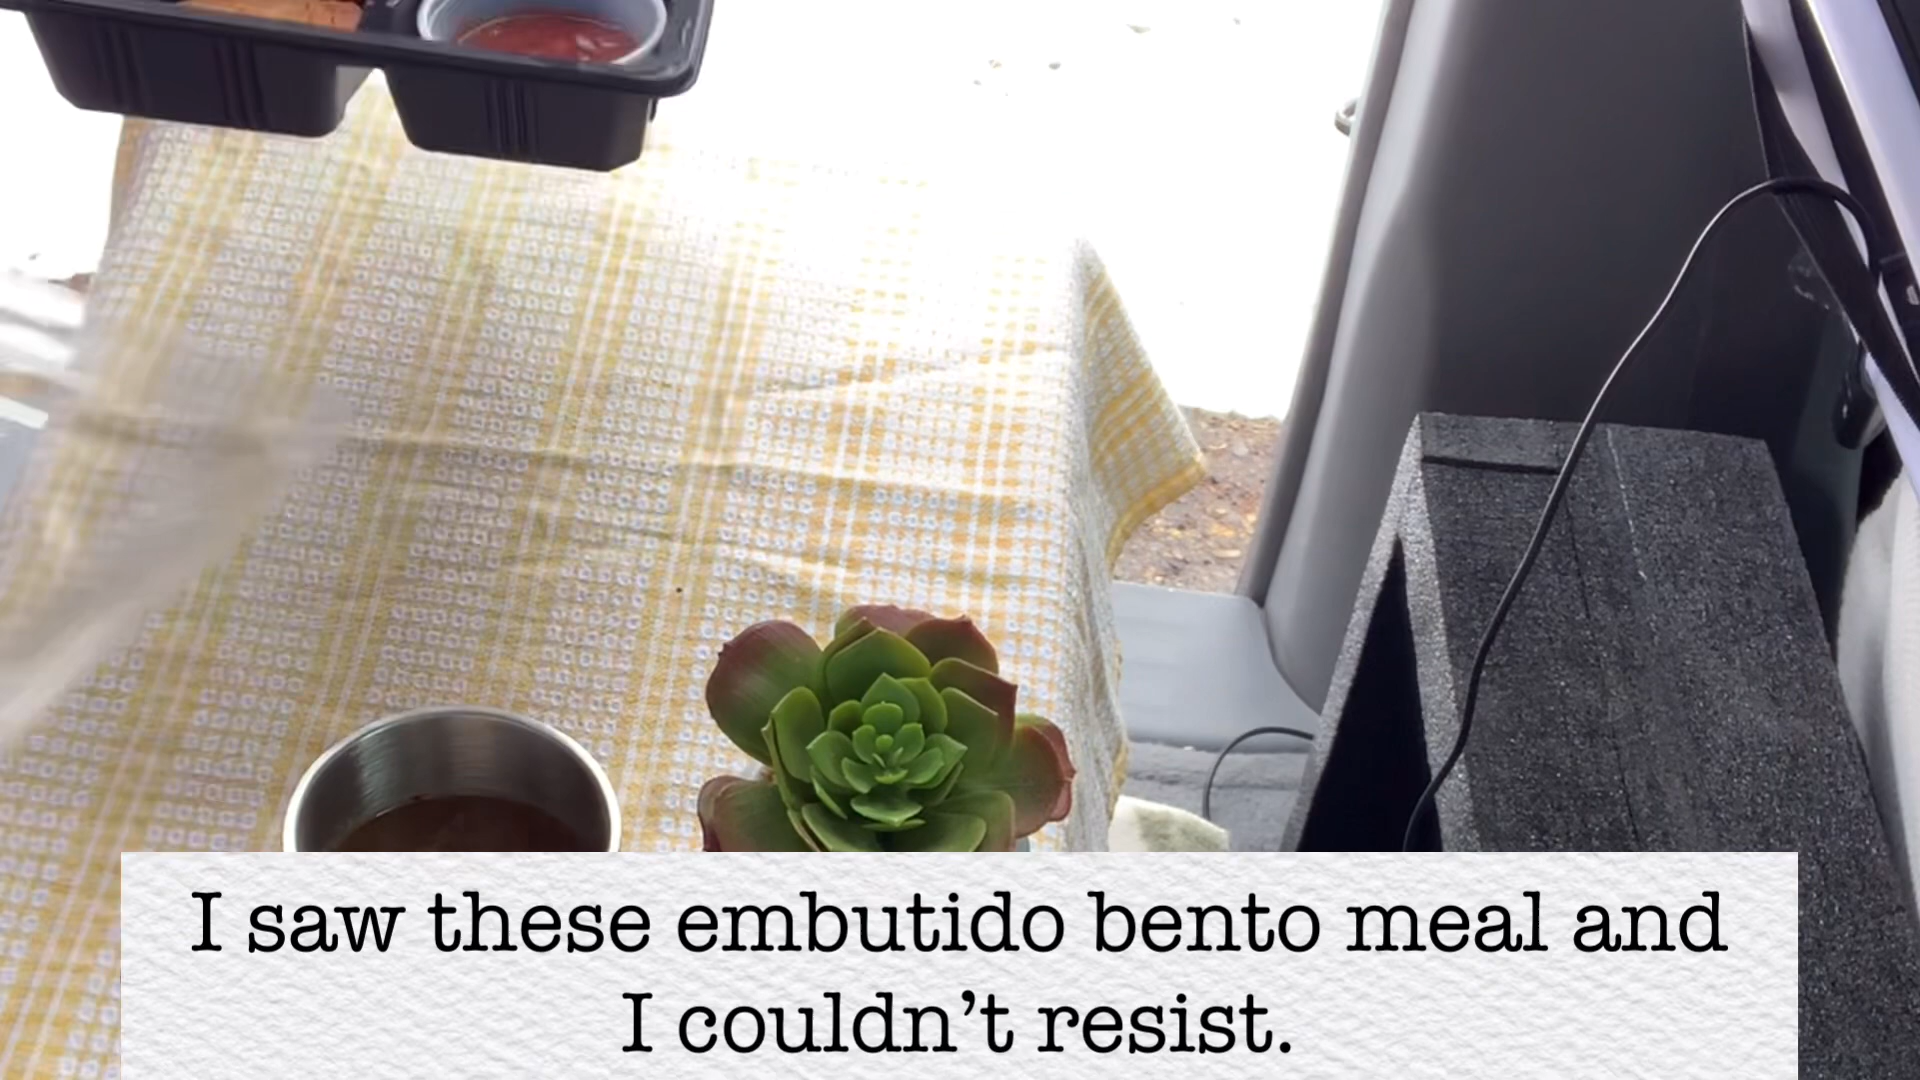 I saw these embutido bento meal and
I couldn’t resist.